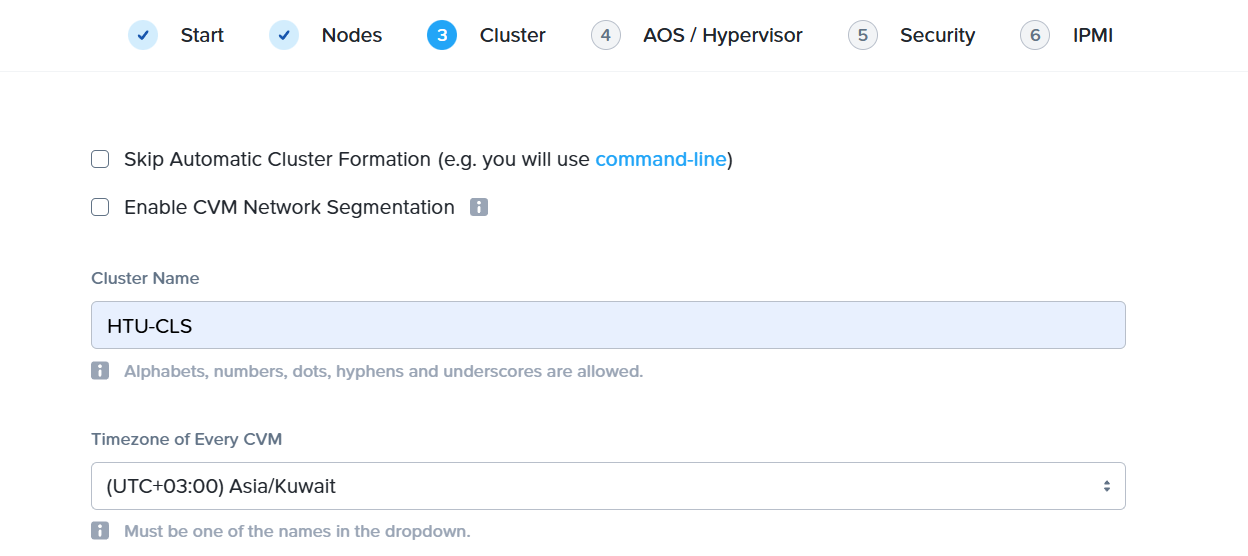 Start Nodes 3 Cluster 4 AOS / Hypervisor 5 Security 6 IPMI
Skip Automatic Cluster Formation (e.g. you will use command-line)
Enable CVM Network Segmentation
Cluster Name
HTU-CLS
Alphabets, numbers, dots, hyphens and underscores are allowed.
Timezone of Every CVM
(UTC+03:00) Asia/Kuwait
Must be one of the names in the dropdown.